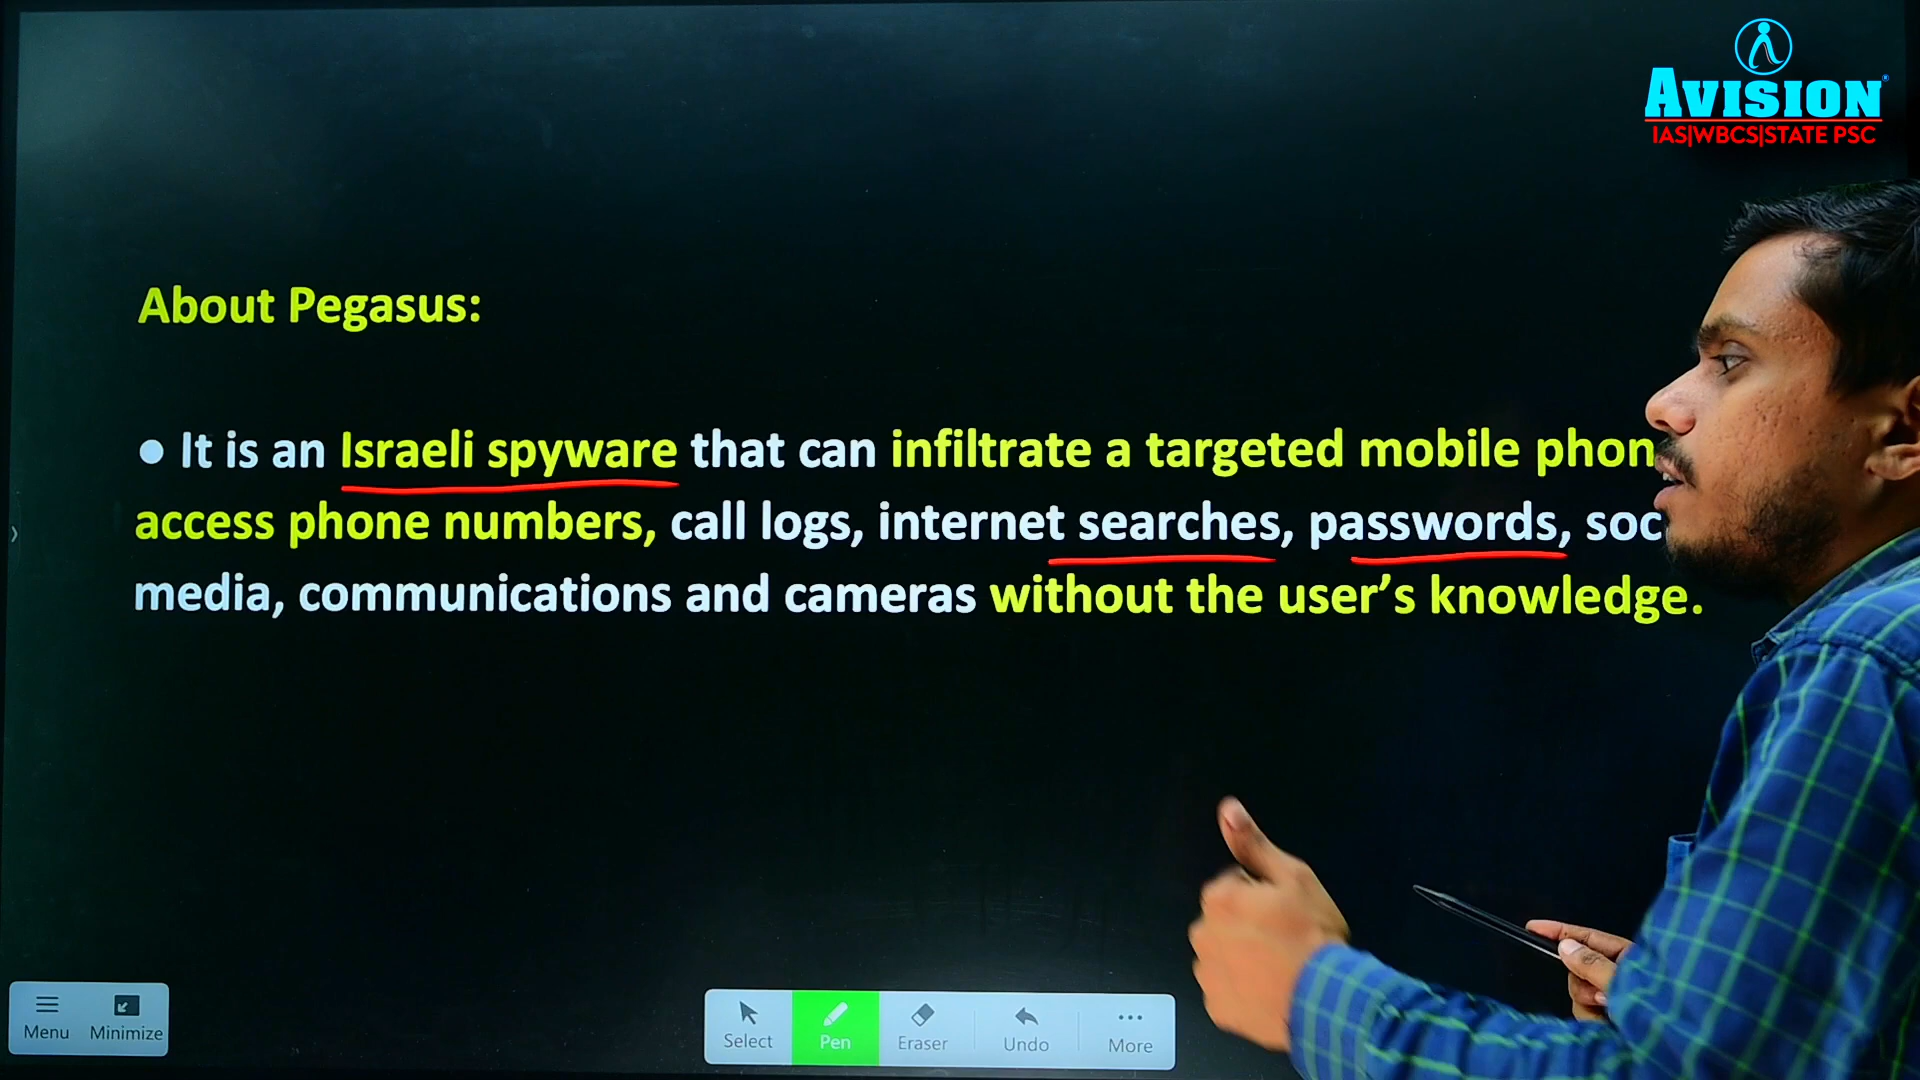 AVISION
IAS|WBCS|STATE PSC
About Pegasus:
● It is an Israeli spyware that can infiltrate a targeted mobile
access phone numbers, call logs, internet searches, passwords,
media, communications and cameras without the user's knowledge.
Menu
Minimize
Select
Pen
Eraser
Undo
More